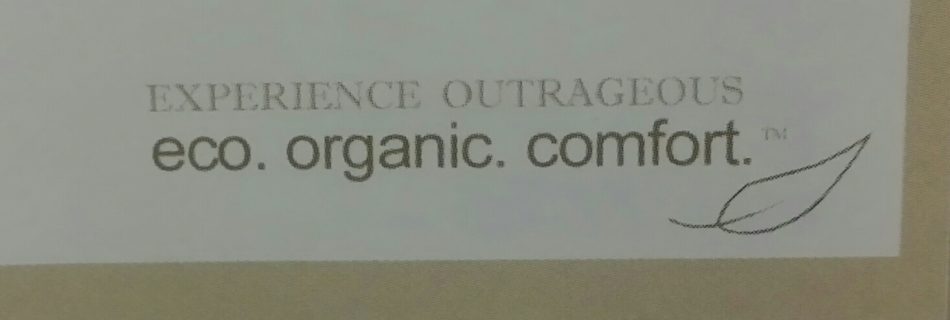 EXPERIENCE OUTRAGEOUS
eco. organic. comfort.™